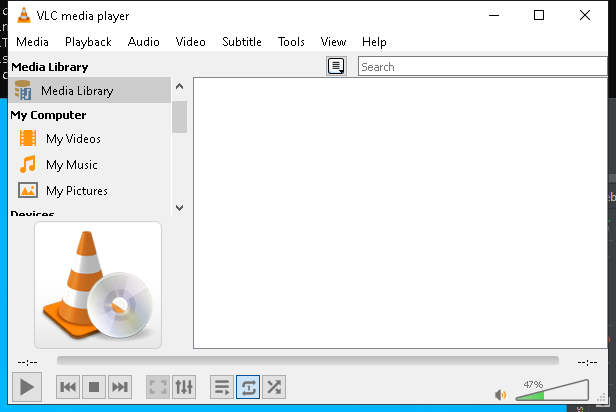 VLC media player
Media Playback Audio Video Subtitle Tools View Help
Media Library
Search
Media Library
My Computer
My Videos
My Music
My Pictures
Devices
--:-- --:--
47%